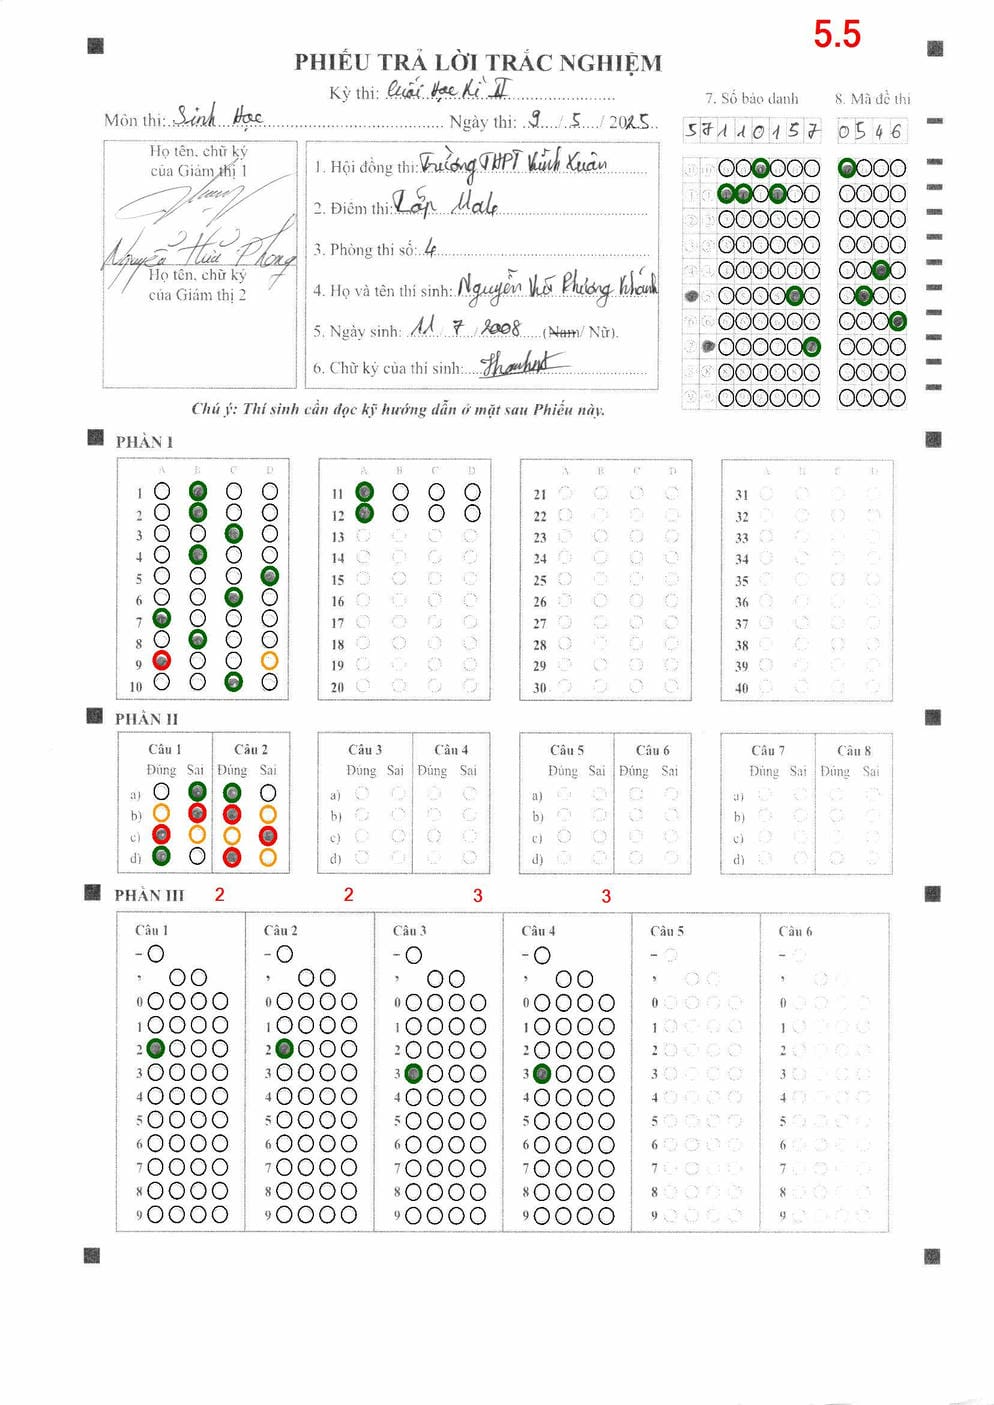 5.5
PHIẾU TRẢ LỜI TRẮC NGHIỆM
Kỳ thi: Cuối Học Kì II
Môn thi: Sinh Học Ngày thi: 9 / 5 / 2025
7. Số báo danh 8. Mã đề thi
5 7 1 1 0 1 5 7 0 5 4 6
Họ tên, chữ ký
của Giám thị 1
Nguyễn Hữu Phong
Họ tên, chữ ký
của Giám thị 2
1. Hội đồng thi: Trường THPT Vĩnh Xuân
2. Điểm thi: Lớp
3. Phòng thi số: 4
4. Họ và tên thí sinh: Nguyễn Phương Khánh
5. Ngày sinh: 11 / 7 / 2008 (Nam/ Nữ).
6. Chữ ký của thí sinh:
Chú ý: Thí sinh cần đọc kỹ hướng dẫn ở mặt sau Phiếu này.
PHẦN I
A B C D A B C D A B C D A B C D
1 11 21 31
2 12 22 32
3 13 23 33
4 14 24 34
5 15 25 35
6 16 26 36
7 17 27 37
8 18 28 38
9 19 29 39
10 20 30 40
PHẦN II
Câu 1 Câu 2 Câu 3 Câu 4 Câu 5 Câu 6 Câu 7 Câu 8
Đúng Sai Đúng Sai Đúng Sai Đúng Sai Đúng Sai Đúng Sai Đúng Sai Đúng Sai
a) a) a) a)
b) b) b) b)
c) c) c) c)
d) d) d) d)
PHẦN III 2 2 3 3
Câu 1 Câu 2 Câu 3 Câu 4 Câu 5 Câu 6
- - - - - -
, , , , , ,
0 0 0 0 0 0
1 1 1 1 1 1
2 2 2 2 2 2
3 3 3 3 3 3
4 4 4 4 4 4
5 5 5 5 5 5
6 6 6 6 6 6
7 7 7 7 7 7
8 8 8 8 8 8
9 9 9 9 9 9